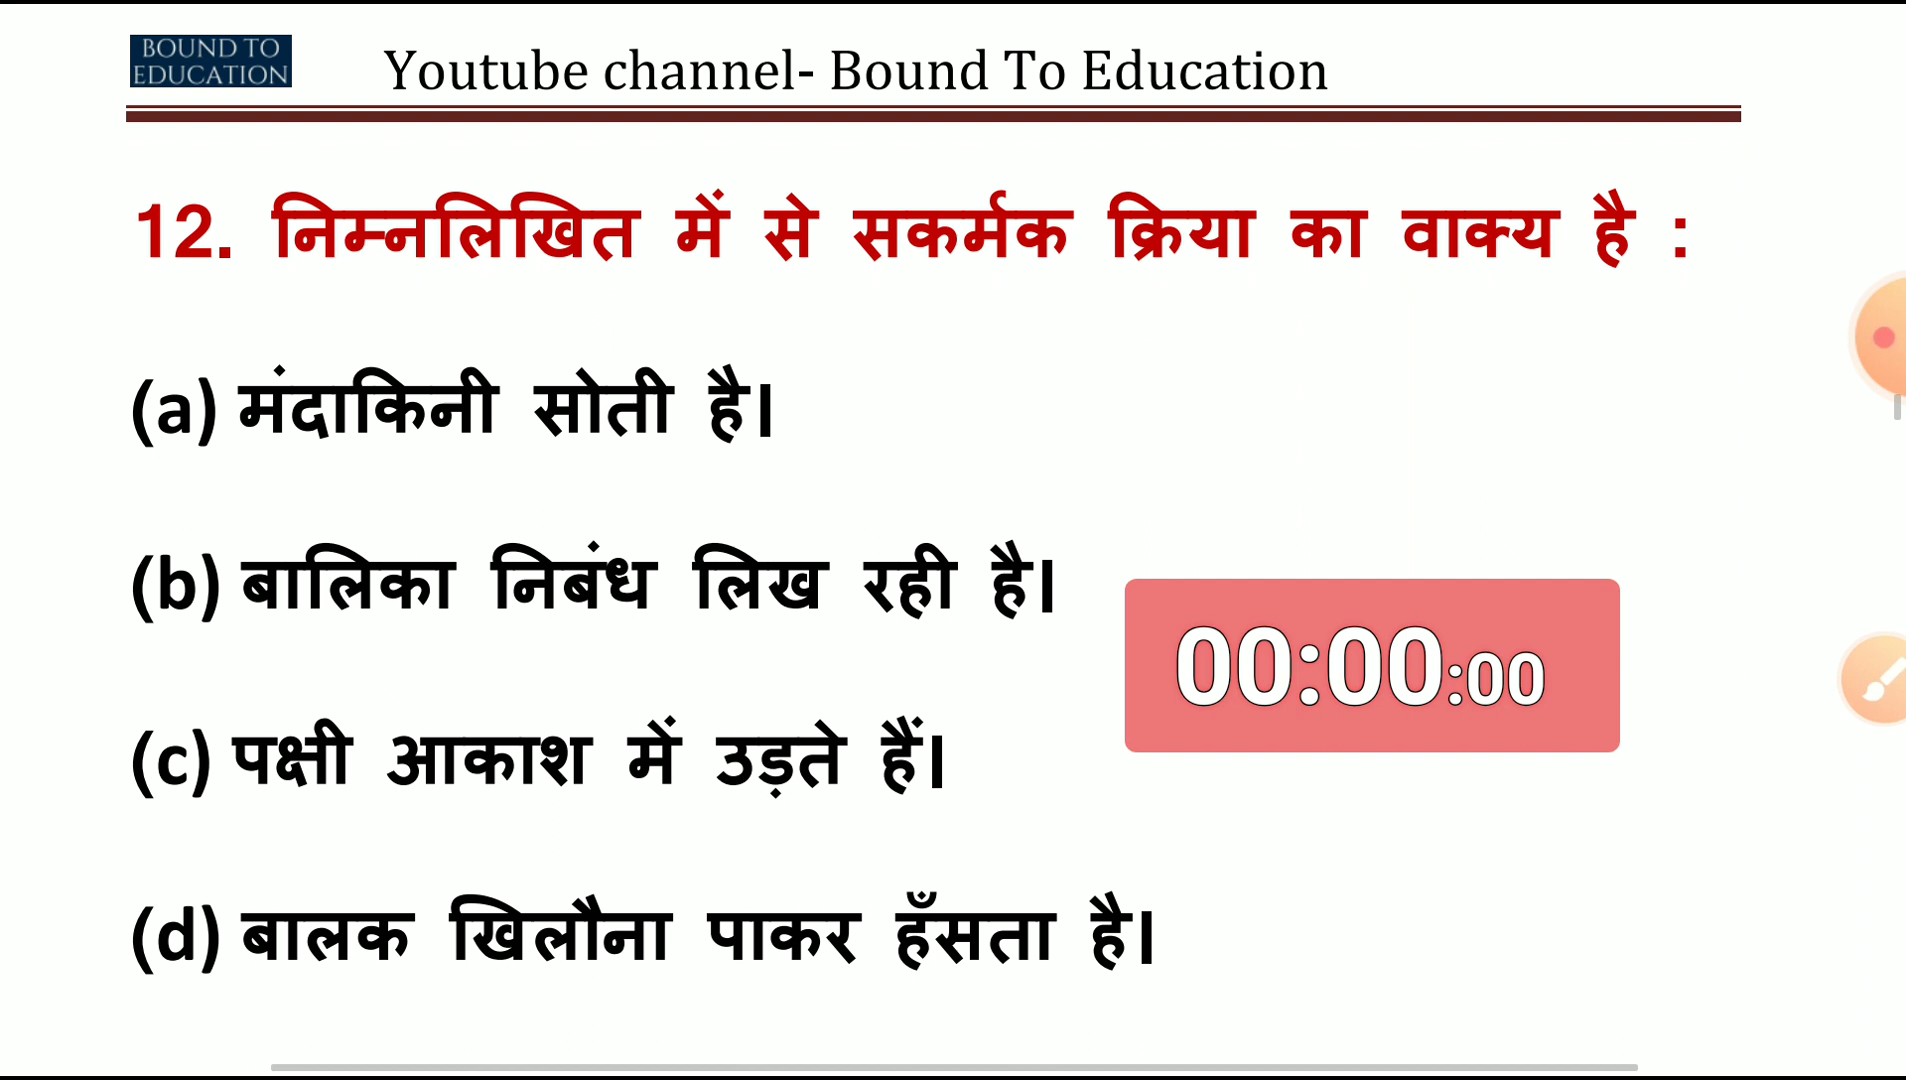 BOUND TO
EDUCATION
Youtube channel- Bound To Education
12. निम्नलिखित में से सकर्मक क्रिया का वाक्य है :
(a) मंदाकिनी सोती है।
(b) बालिका निबंध लिख रही है।
00:00:00
(c) पक्षी आकाश में उड़ते हैं।
(d) बालक खिलौना पाकर हँसता है।